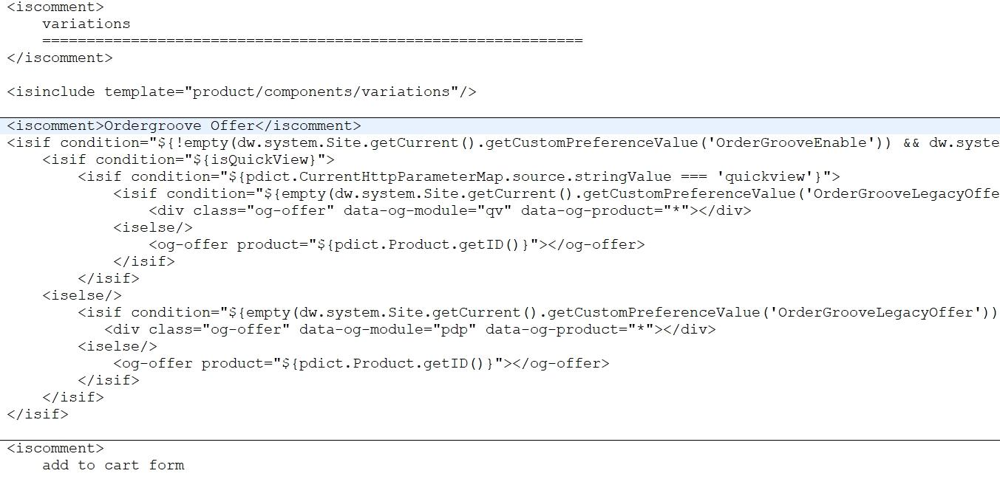 <iscomment>
    variations
    =============================================================
</iscomment>

<isinclude template="product/components/variations"/>

<iscomment>Ordergroove Offer</iscomment>
<isif condition="${!empty(dw.system.Site.getCurrent().getCustomPreferenceValue('OrderGrooveEnable')) && dw.syste
    <isif condition="${isQuickView}">
        <isif condition="${pdict.CurrentHttpParameterMap.source.stringValue === 'quickview'}">
            <isif condition="${empty(dw.system.Site.getCurrent().getCustomPreferenceValue('OrderGrooveLegacyOffe
                <div class="og-offer" data-og-module="qv" data-og-product="*"></div>
            <iselse/>
                <og-offer product="${pdict.Product.getID()}"></og-offer>
            </isif>
        </isif>
    <iselse/>
        <isif condition="${empty(dw.system.Site.getCurrent().getCustomPreferenceValue('OrderGrooveLegacyOffer'))
           <div class="og-offer" data-og-module="pdp" data-og-product="*"></div>
        <iselse/>
            <og-offer product="${pdict.Product.getID()}"></og-offer>
        </isif>
    </isif>
</isif>

<iscomment>
    add to cart form